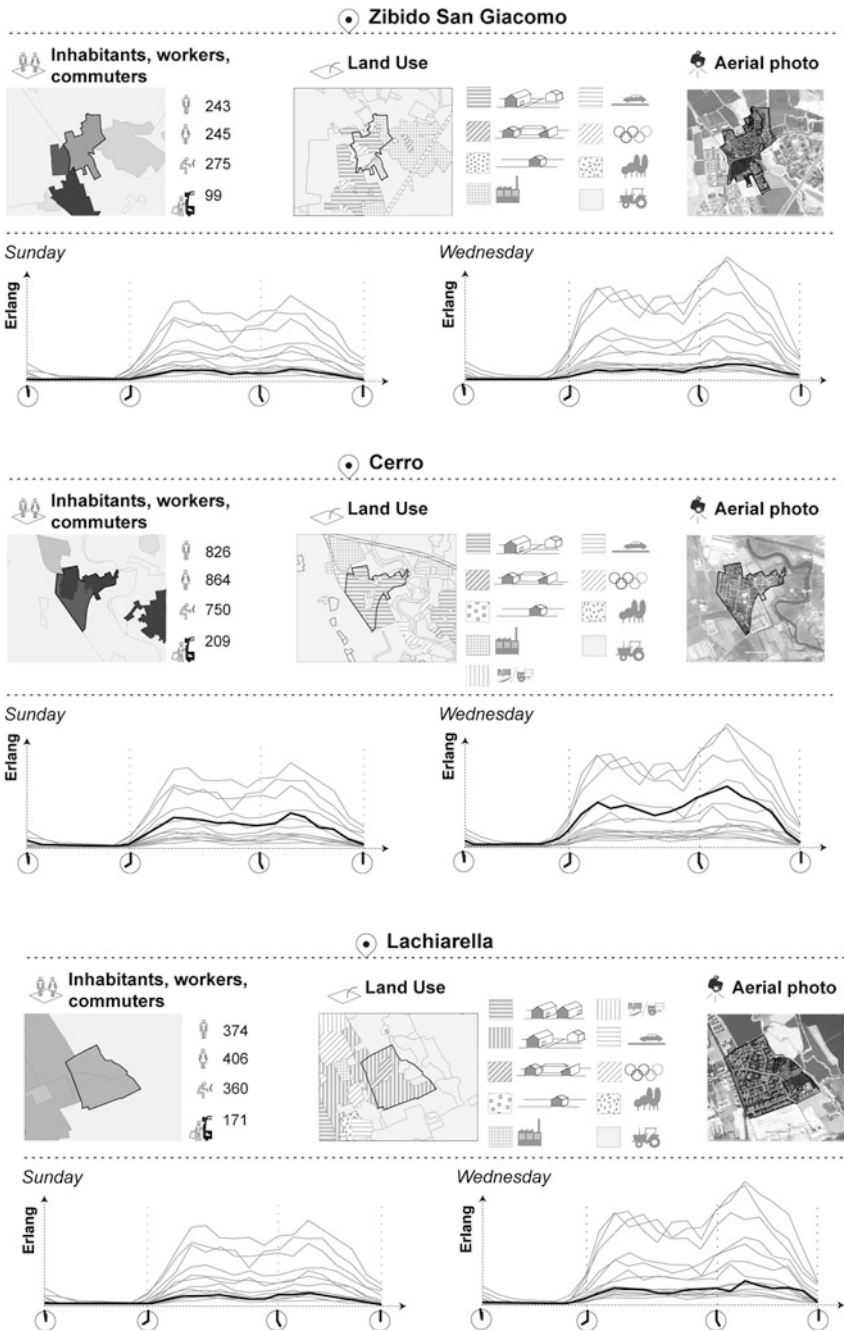 Zibido San Giacomo
Inhabitants, workers,
commuters
Land Use
Aerial photo
243
245
275
99
Sunday
Wednesday
Erlang
Erlang
Cerro
Inhabitants, workers,
commuters
Land Use
Aerial photo
826
864
750
209
Sunday
Wednesday
Erlang
Erlang
Lachiarella
Inhabitants, workers,
commuters
Land Use
Aerial photo
374
406
360
171
Sunday
Wednesday
Erlang
Erlang